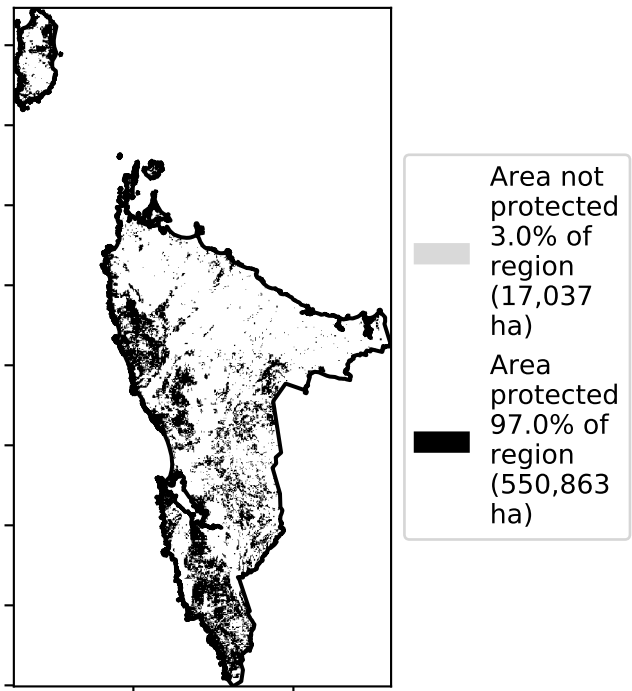 Area not
protected
3.0% of
region
(17,037
ha)
Area
protected
97.0% of
region
(550,863
ha)